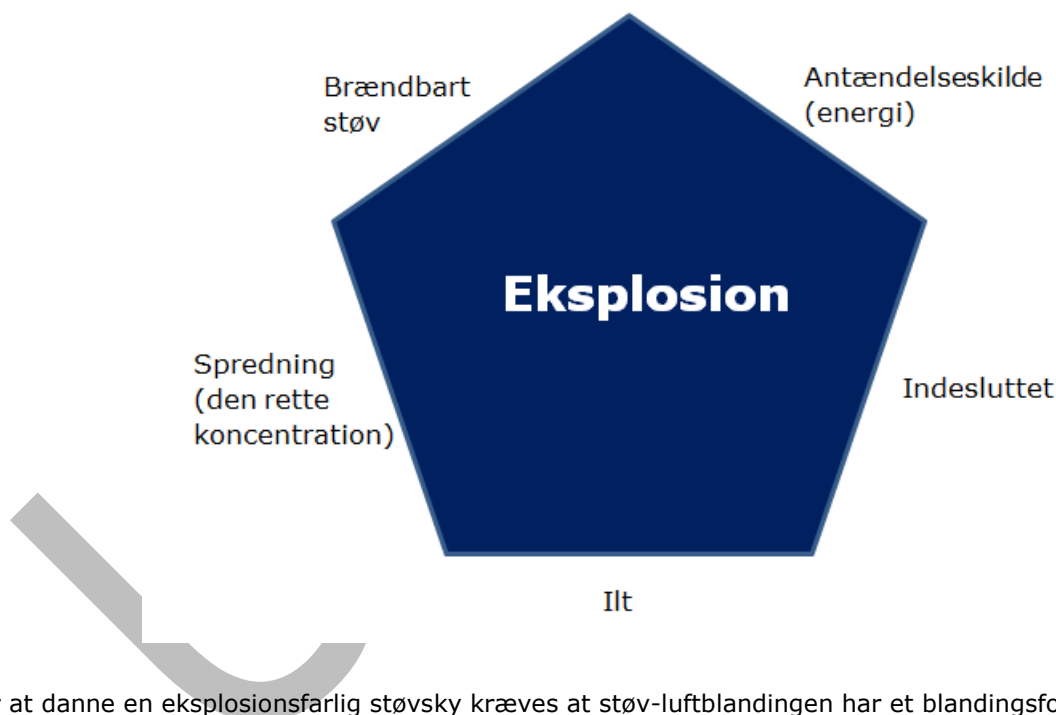 Brændbart
støv
Antændelseskilde
(energi)
Eksplosion
Spredning
(den rette
koncentration)
Indesluttet
Ilt
at danne en eksplosionsfarlig støvsky kræves at støv-luftblandingen har et